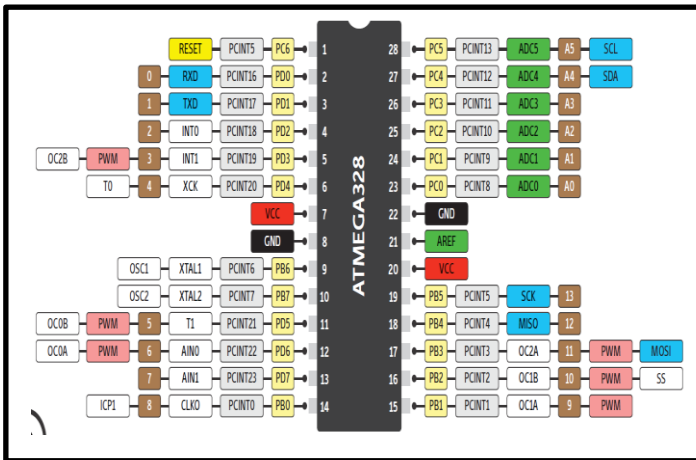 RESET PCINT5 PC6 1 28 PC5 PCINT13 ADC5 A5 SCL
0 RXD PCINT16 PD0 2 27 PC4 PCINT12 ADC4 A4 SDA
1 TXD PCINT17 PD1 3 26 PC3 PCINT11 ADC3 A3
2 INT0 PCINT18 PD2 4 25 PC2 PCINT10 ADC2 A2
OC2B PWM 3 INT1 PCINT19 PD3 5 24 PC1 PCINT9 ADC1 A1
T0 4 XCK PCINT20 PD4 6 23 PC0 PCINT8 ADC0 A0
VCC 7 22 GND
GND 8 21 AREF
OSC1 XTAL1 PCINT6 PB6 9 20 VCC
OSC2 XTAL2 PCINT7 PB7 10 19 PB5 PCINT5 SCK 13
OC0B PWM 5 T1 PCINT21 PD5 11 18 PB4 PCINT4 MISO 12
OC0A PWM 6 AIN0 PCINT22 PD6 12 17 PB3 PCINT3 OC2A 11 PWM MOSI
7 AIN1 PCINT23 PD7 13 16 PB2 PCINT2 OC1B 10 PWM SS
ICP1 8 CLKO PCINT0 PB0 14 15 PB1 PCINT1 OC1A 9 PWM
ATMEGA328